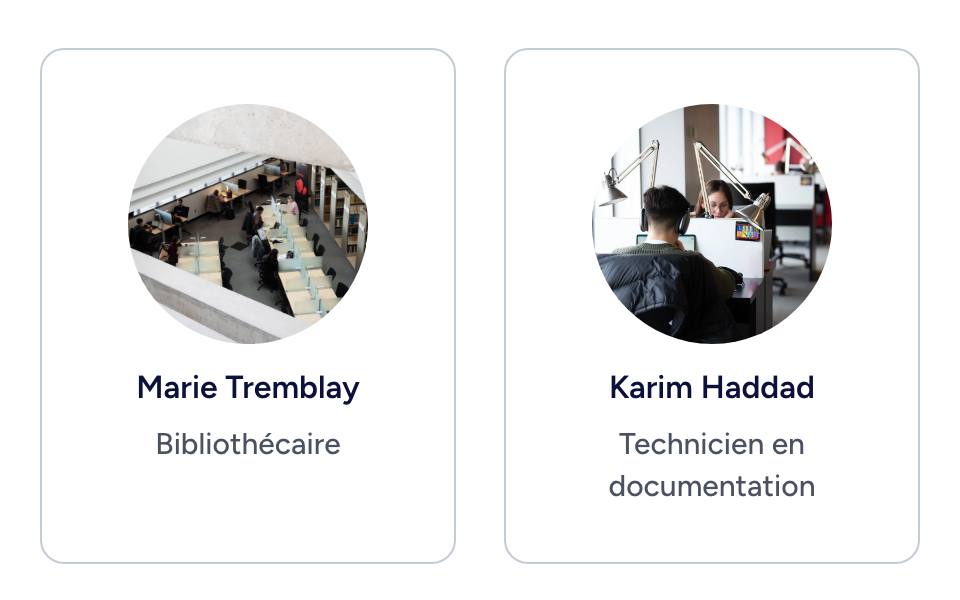 Marie Tremblay
Bibliothécaire
Karim Haddad
Technicien en
documentation